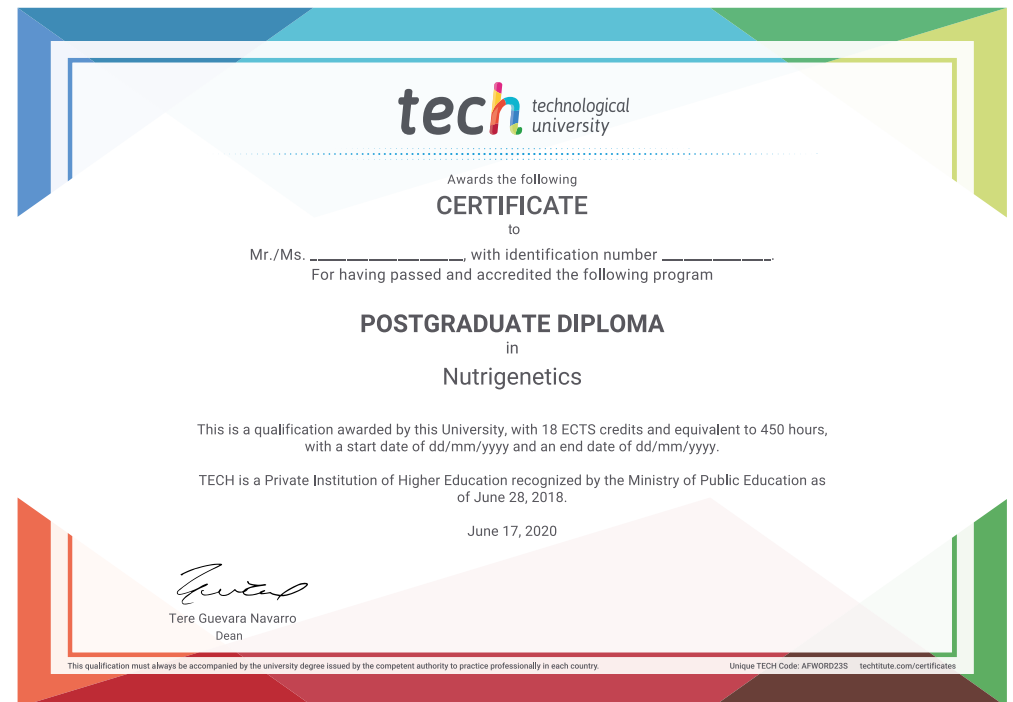 tech technological
university
Awards the following
CERTIFICATE
to
Mr./Ms. __________________, with identification number _____________.
For having passed and accredited the following program
POSTGRADUATE DIPLOMA
in
Nutrigenetics
This is a qualification awarded by this University, with 18 ECTS credits and equivalent to 450 hours,
with a start date of dd/mm/yyyy and an end date of dd/mm/yyyy.
TECH is a Private Institution of Higher Education recognized by the Ministry of Public Education as
of June 28, 2018.
June 17, 2020
Tere Guevara Navarro
Dean
This qualification must always be accompanied by the university degree issued by the competent authority to practice professionally in each country.
Unique TECH Code: AFWORD23S techtitute.com/certificates